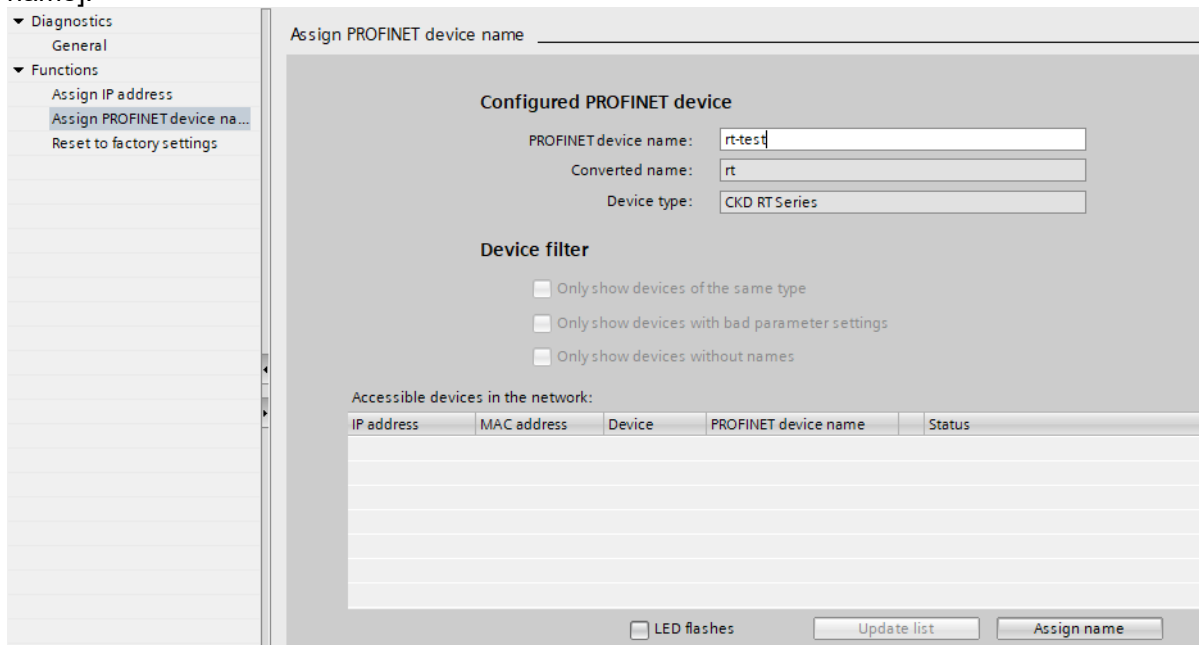 name].
Diagnostics
General
Functions
Assign IP address
Assign PROFINET device na...
Reset to factory settings
Assign PROFINET device name
Configured PROFINET device
PROFINET device name: rt-test
Converted name: rt
Device type: CKD RT Series
Device filter
Only show devices of the same type
Only show devices with bad parameter settings
Only show devices without names
Accessible devices in the network:
IP address MAC address Device PROFINET device name Status
LED flashes Update list Assign name